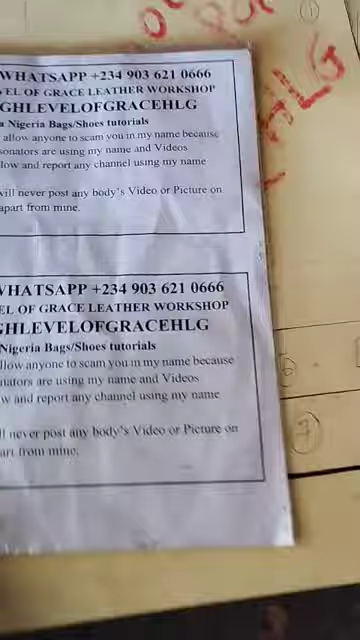 WHATSAPP +234 903 621 0666
EL OF GRACE LEATHER WORKSHOP
GHLEVELOFGRACEHLG
a Nigeria Bags/Shoes tutorials
allow anyone to scam you in my name because
sonators are using my name and Videos
low and report any channel using my name
will never post any body's Video or Picture on
apart from mine.
WHATSAPP +234 903 621 0666
EL OF GRACE LEATHER WORKSHOP
GHLEVELOFGRACEHLG
Nigeria Bags/Shoes tutorials
llow anyone to scam you in my name because
nators are using my name and Videos
w and report any channel using my name
ll never post any body's Video or Picture on
art from mine.
HLG
7